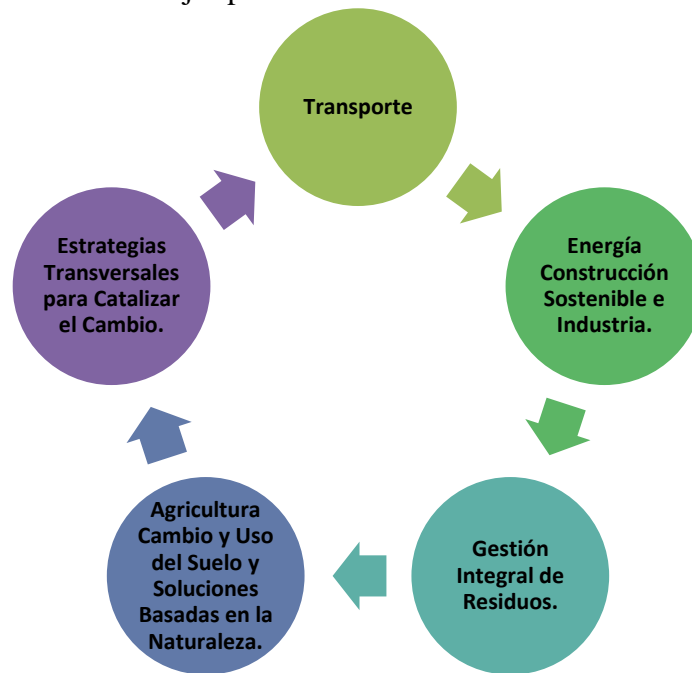 Transporte
Energía
Construcción
Sostenible e
Industria.
Gestión
Integral de
Residuos.
Agricultura
Cambio y Uso
del Suelo y
Soluciones
Basadas en la
Naturaleza.
Estrategias
Transversales
para Catalizar
el Cambio.